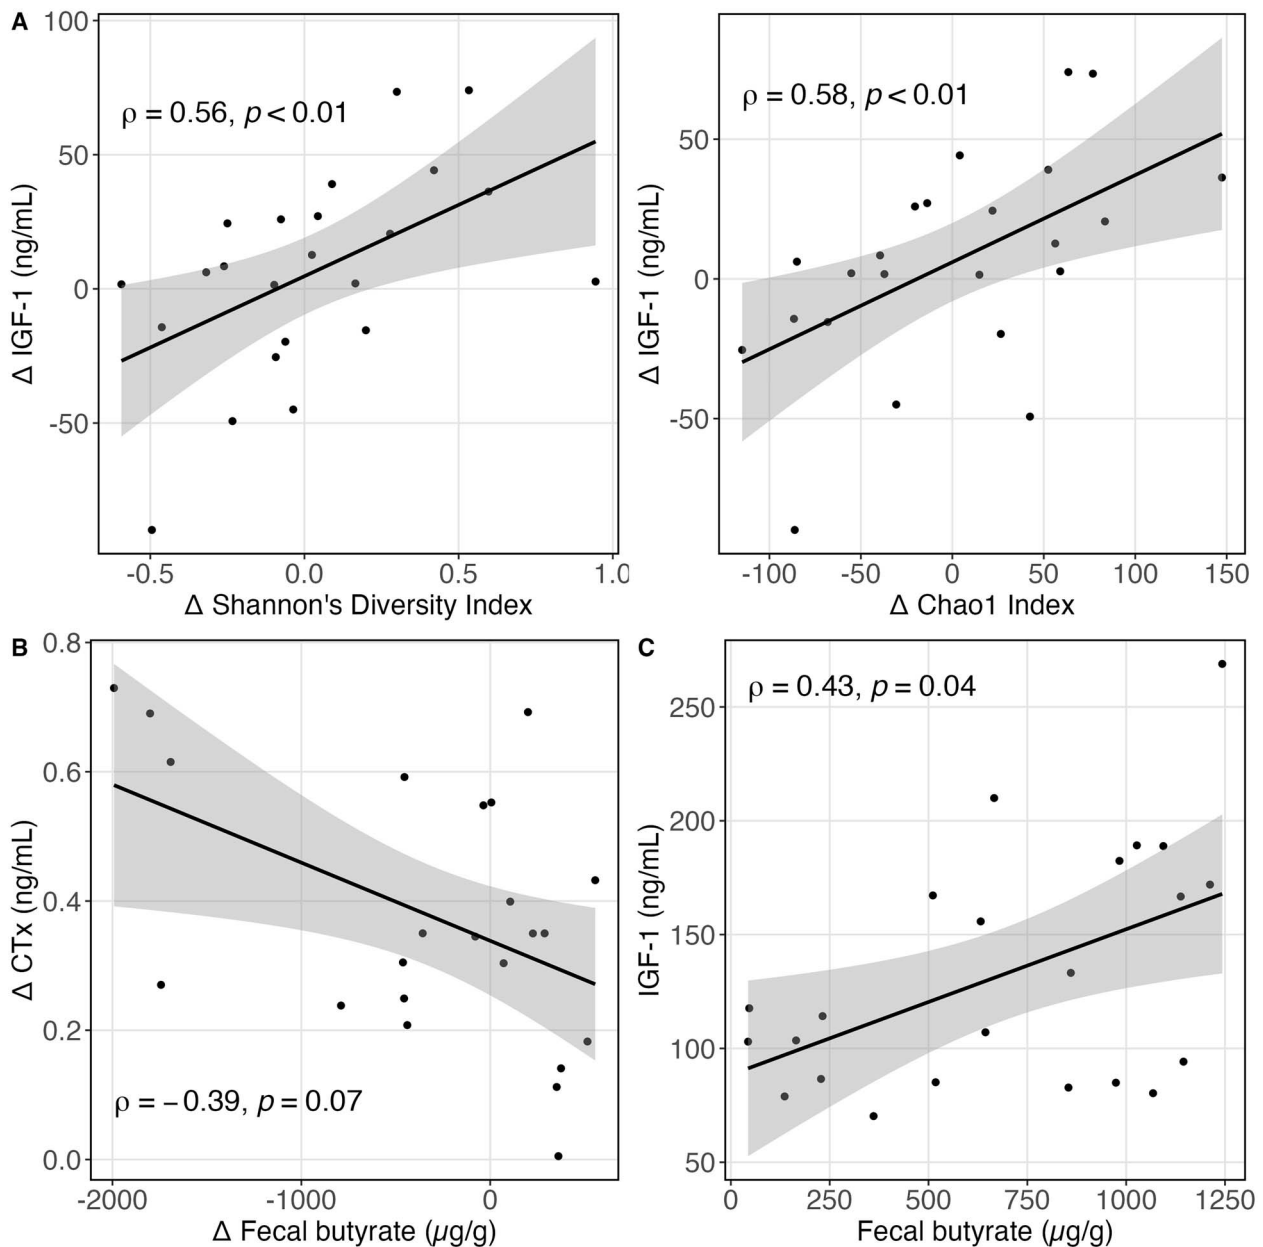 A
100
50
0
-50
Δ IGF-1 (ng/mL)
ρ = 0.56, p < 0.01
-0.5 0.0 0.5 1.0
Δ Shannon's Diversity Index
50
0
-50
Δ IGF-1 (ng/mL)
ρ = 0.58, p < 0.01
-100 -50 0 50 100 150
Δ Chao1 Index
B
0.8
0.6
0.4
0.2
0.0
Δ CTx (ng/mL)
ρ = −0.39, p = 0.07
-2000 -1000 0
Δ Fecal butyrate (µg/g)
C
250
200
150
100
50
IGF-1 (ng/mL)
ρ = 0.43, p = 0.04
0 250 500 750 1000 1250
Fecal butyrate (µg/g)